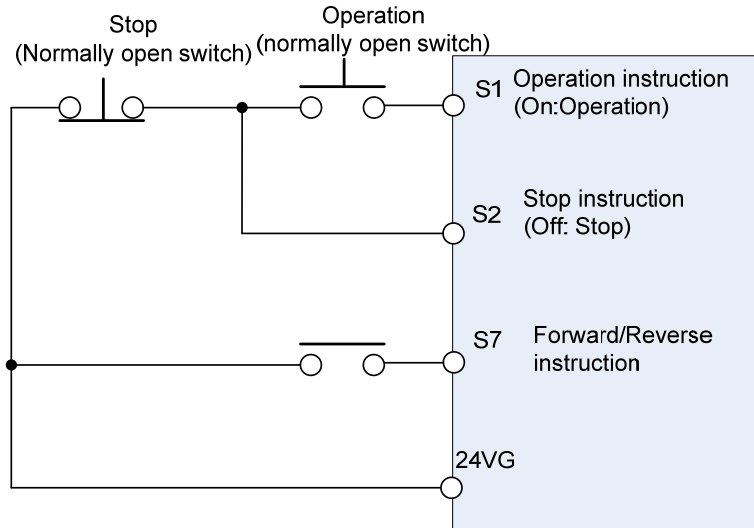 Stop
(Normally open switch)
Operation
(normally open switch)
S1 Operation instruction
(On:Operation)
S2 Stop instruction
(Off: Stop)
S7 Forward/Reverse
instruction
24VG